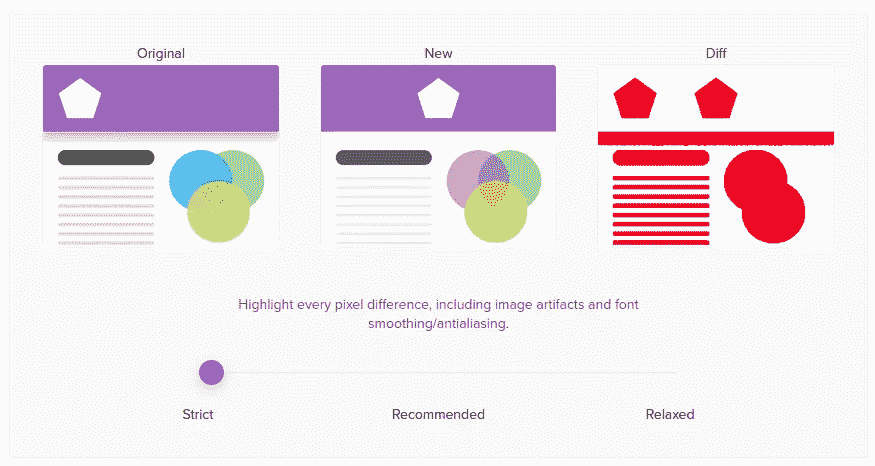 Original
New
Diff
Highlight every pixel difference, including image artifacts and font
smoothing/antialiasing.
Strict
Recommended
Relaxed